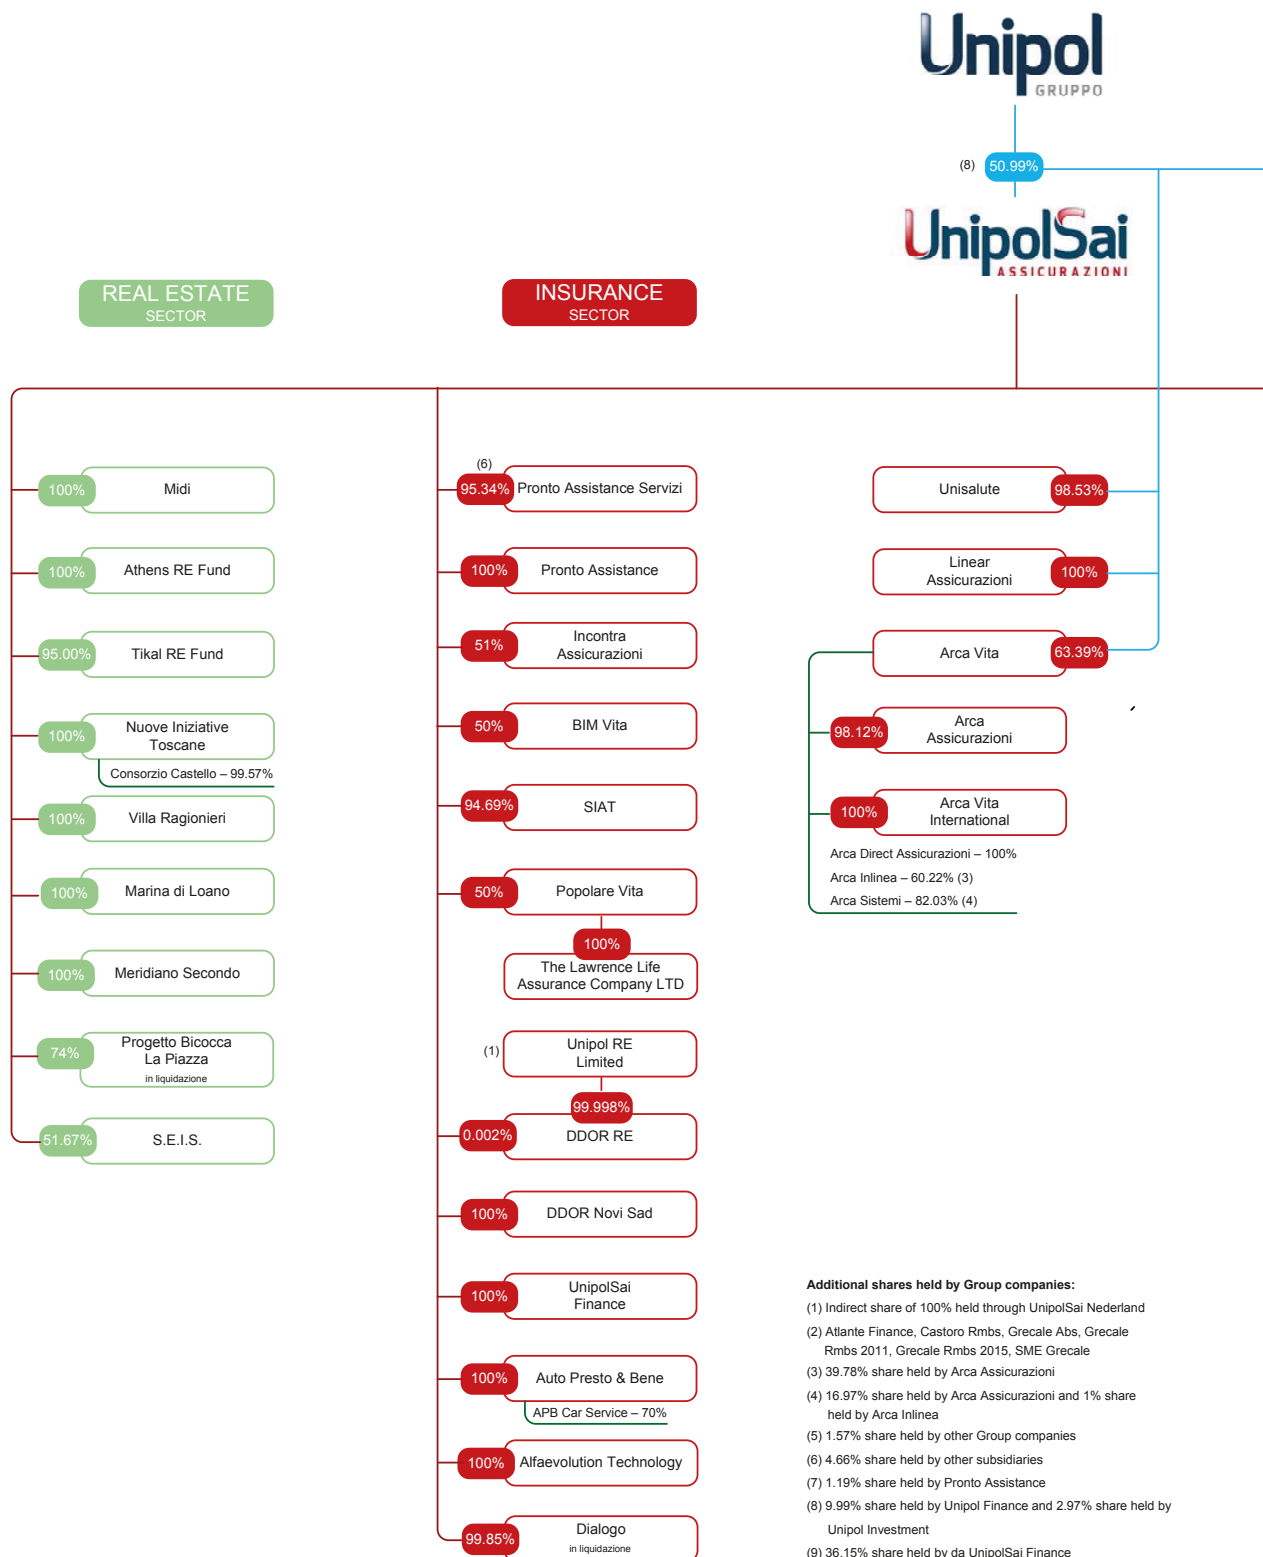 Unipol
GRUPPO
(8) 50.99%
UnipolSai
ASSICURAZIONI
REAL ESTATE
SECTOR
100% Midi
100% Athens RE Fund
95.00% Tikal RE Fund
100% Nuove Iniziative
Toscane
Consorzio Castello – 99.57%
100% Villa Ragionieri
100% Marina di Loano
100% Meridiano Secondo
74% Progetto Bicocca
La Piazza
in liquidazione
51.67% S.E.I.S.
INSURANCE
SECTOR
(6)
95.34% Pronto Assistance Servizi
100% Pronto Assistance
51% Incontra
Assicurazioni
50% BIM Vita
94.69% SIAT
50% Popolare Vita
100%
The Lawrence Life
Assurance Company LTD
(1) Unipol RE
Limited
99.998%
0.002% DDOR RE
100% DDOR Novi Sad
100% UnipolSai
Finance
100% Auto Presto & Bene
APB Car Service – 70%
100% Alfaevolution Technology
99.85% Dialogo
in liquidazione
Unisalute 98.53%
Linear
Assicurazioni 100%
Arca Vita 63.39%
98.12% Arca
Assicurazioni
100% Arca Vita
International
Arca Direct Assicurazioni – 100%
Arca Inlinea – 60.22% (3)
Arca Sistemi – 82.03% (4)
Additional shares held by Group companies:
(1) Indirect share of 100% held through UnipolSai Nederland
(2) Atlante Finance, Castoro Rmbs, Grecale Abs, Grecale
Rmbs 2011, Grecale Rmbs 2015, SME Grecale
(3) 39.78% share held by Arca Assicurazioni
(4) 16.97% share held by Arca Assicurazioni and 1% share
held by Arca Inlinea
(5) 1.57% share held by other Group companies
(6) 4.66% share held by other subsidiaries
(7) 1.19% share held by Pronto Assistance
(8) 9.99% share held by Unipol Finance and 2.97% share held by
Unipol Investment
(9) 36.15% share held by da UnipolSai Finance